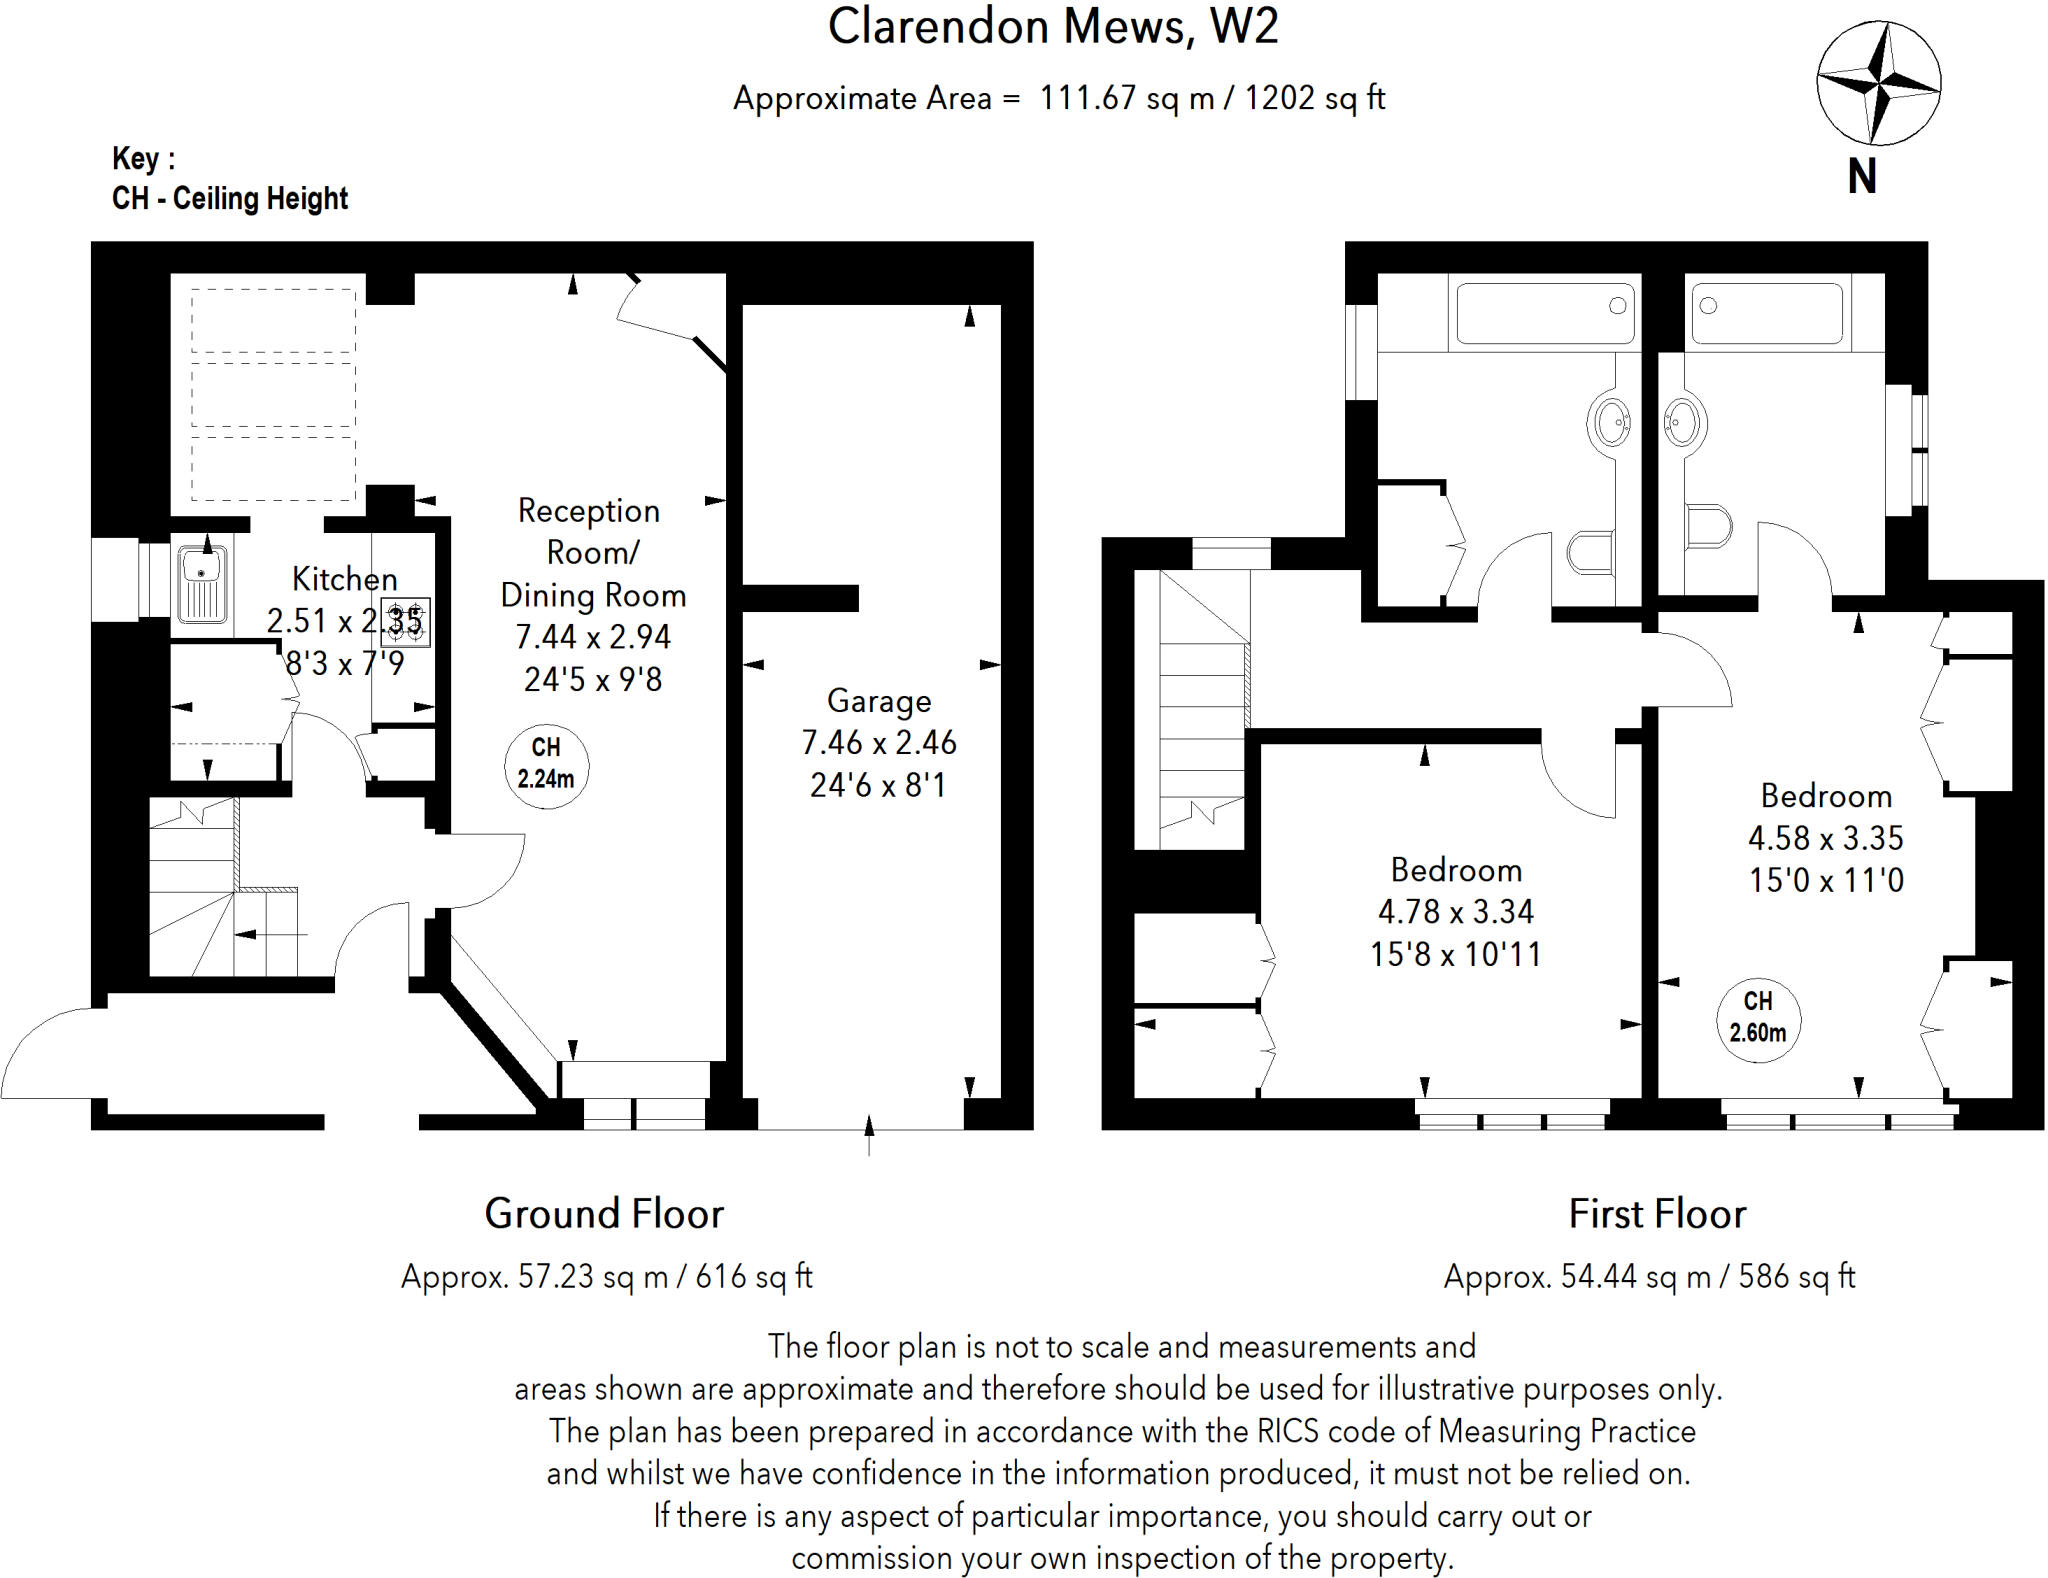 Clarendon Mews, W2
Approximate Area = 111.67 sq m / 1202 sq ft
N
Key :
CH - Ceiling Height
Reception
Room/
Dining Room
7.44 x 2.94
24'5 x 9'8
Kitchen
2.51 x 2.35
8'3 x 7'9
CH
2.24m
Garage
7.46 x 2.46
24'6 x 8'1
Bedroom
4.78 x 3.34
15'8 x 10'11
Bedroom
4.58 x 3.35
15'0 x 11'0
CH
2.60m
Ground Floor
Approx. 57.23 sq m / 616 sq ft
First Floor
Approx. 54.44 sq m / 586 sq ft
The floor plan is not to scale and measurements and
areas shown are approximate and therefore should be used for illustrative purposes only.
The plan has been prepared in accordance with the RICS code of Measuring Practice
and whilst we have confidence in the information produced, it must not be relied on.
If there is any aspect of particular importance, you should carry out or
commission your own inspection of the property.